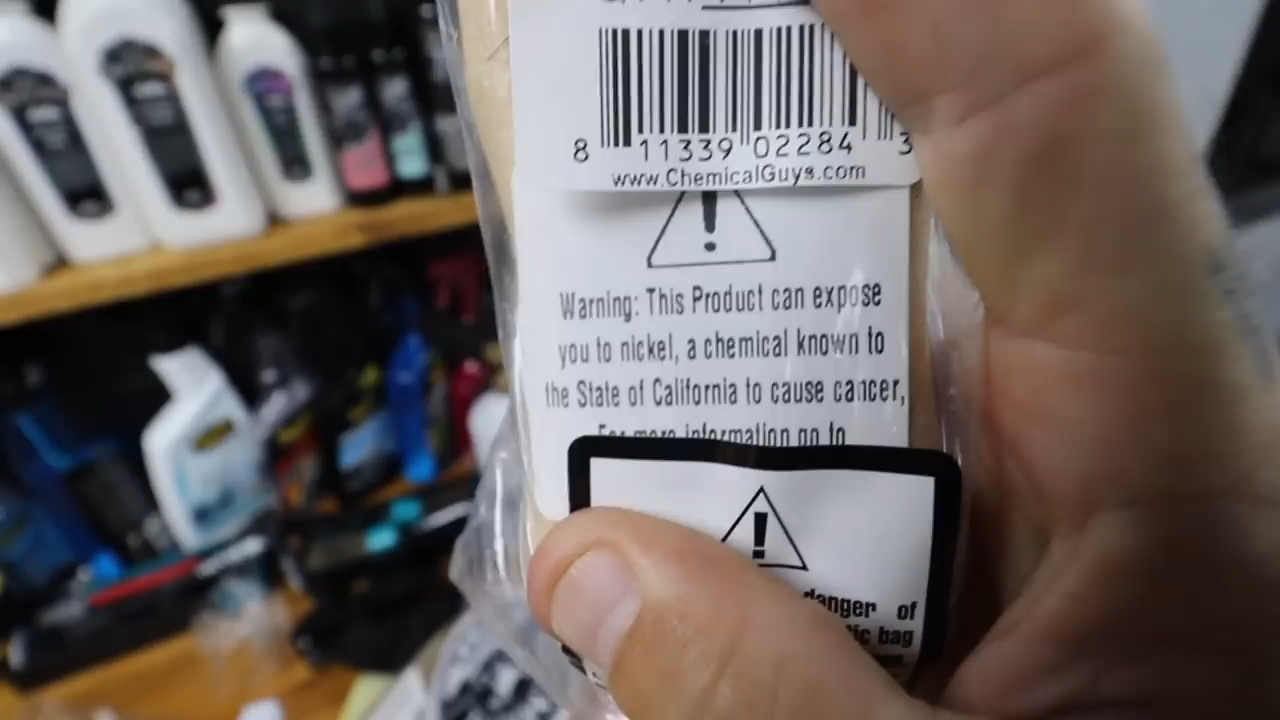 8 11339 02284 3
www.ChemicalGuys.com
Warning: This Product can expose
you to nickel, a chemical known to
the State of California to cause cancer,
For more information go to
danger of
bag